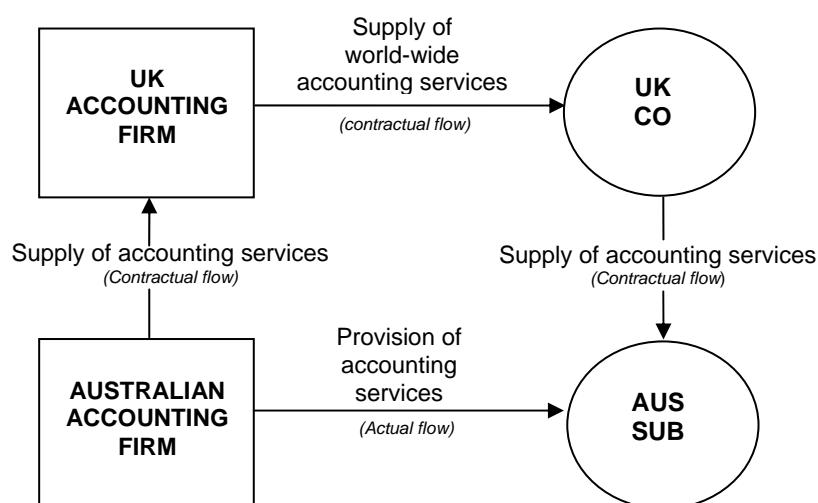 UK
ACCOUNTING
FIRM
Supply of
world-wide
accounting services
(contractual flow)
UK
CO
Supply of accounting services
(Contractual flow)
Supply of accounting services
(Contractual flow)
AUSTRALIAN
ACCOUNTING
FIRM
Provision of
accounting
services
(Actual flow)
AUS
SUB